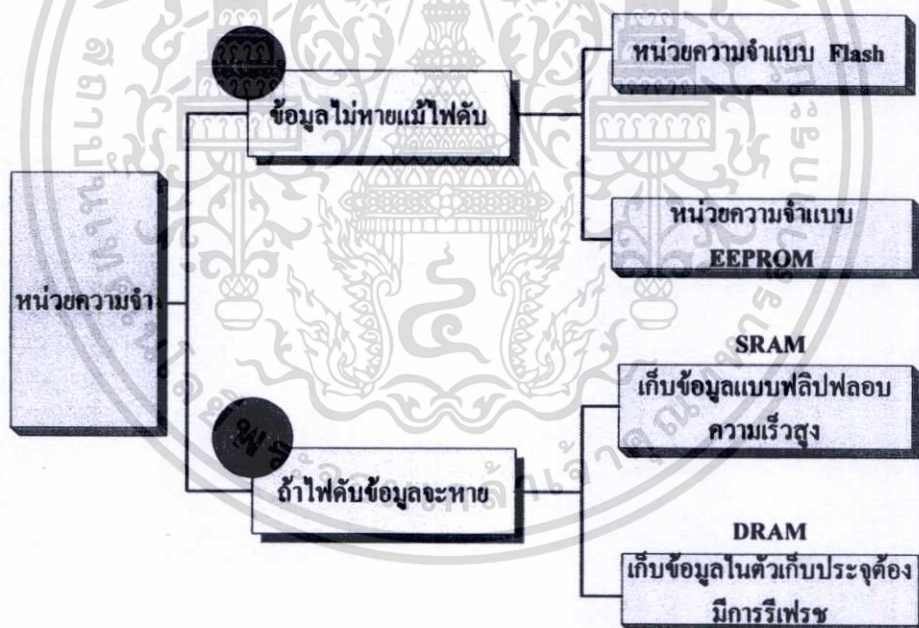 หน่วยความจำ
ข้อมูลไม่หายแม้ไฟดับ
หน่วยความจำแบบ Flash
หน่วยความจำแบบ
EEPROM
ถ้าไฟดับข้อมูลจะหาย
SRAM
เก็บข้อมูลแบบฟลิปฟลอบ
ความเร็วสูง
DRAM
เก็บข้อมูลในตัวเก็บประจุต้อง
มีการรีเฟรช